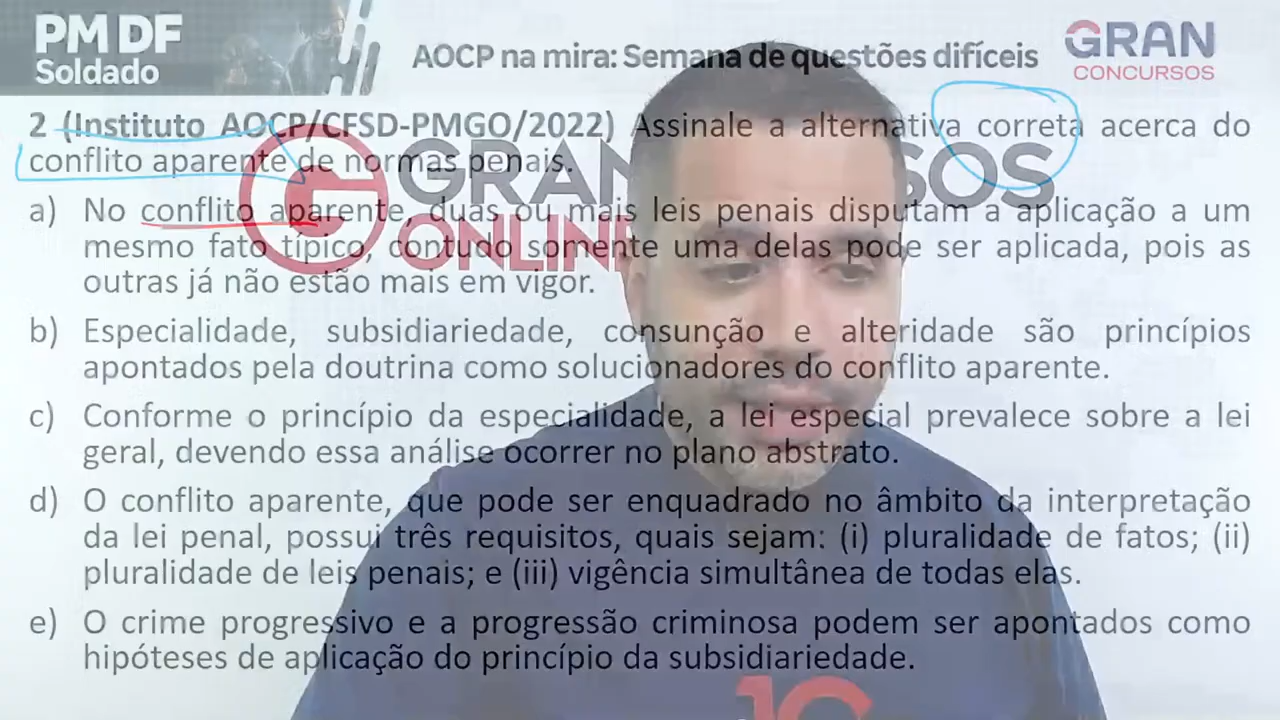 PM DF
Soldado
AOCP na mira: Semana de questões difíceis
GRAN
CONCURSOS
2 (Instituto AOCP/CFSD-PMGO/2022) Assinale a alternativa correta acerca do
conflito aparente de normas penais.
a) No conflito aparente, duas ou mais leis penais disputam a aplicação a um
mesmo fato típico, contudo somente uma delas pode ser aplicada, pois as
outras já não estão mais em vigor.
b) Especialidade, subsidiariedade, consunção e alteridade são princípios
apontados pela doutrina como solucionadores do conflito aparente.
c) Conforme o princípio da especialidade, a lei especial prevalece sobre a lei
geral, devendo essa análise ocorrer no plano abstrato.
d) O conflito aparente, que pode ser enquadrado no âmbito da interpretação
da lei penal, possui três requisitos, quais sejam: (i) pluralidade de fatos; (ii)
pluralidade de leis penais; e (iii) vigência simultânea de todas elas.
e) O crime progressivo e a progressão criminosa podem ser apontados como
hipóteses de aplicação do princípio da subsidiariedade.